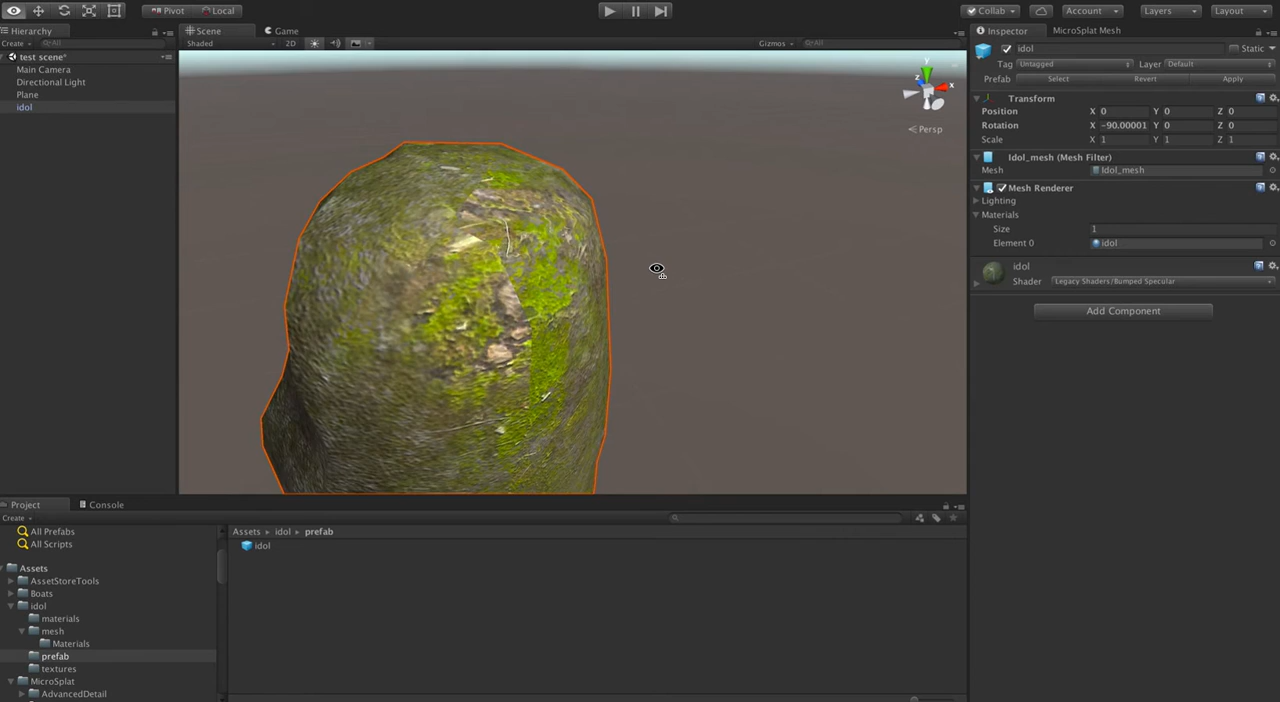 Pivot Local Collab Account Layers Layout
Hierarchy Scene Game Inspector MicroSplat Mesh
Create All Shaded 2D Gizmos All idol Static
test scene* Tag Untagged Layer Default
Main Camera Prefab Select Revert Apply
Directional Light Transform
Plane Position X 0 Y 0 Z 0
idol Rotation X -90.00001 Y 0 Z 0
Scale X 1 Y 1 Z 1
y
z x
Persp
Idol_mesh (Mesh Filter)
Mesh Idol_mesh
Mesh Renderer
Lighting
Materials
Size 1
Element 0 idol
idol
Shader Legacy Shaders/Bumped Specular
Add Component
Project Console
Create
All Prefabs Assets idol prefab
All Scripts idol
Assets
AssetStoreTools
Boats
idol
materials
mesh
Materials
prefab
textures
MicroSplat
AdvancedDetail